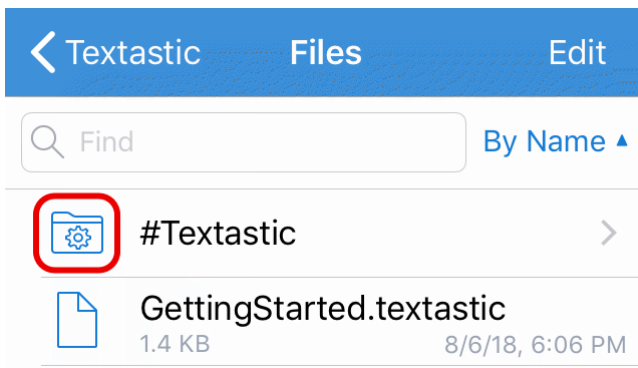 Textastic Files Edit
Find By Name ▲
#Textastic
GettingStarted.textastic
1.4 KB 8/6/18, 6:06 PM